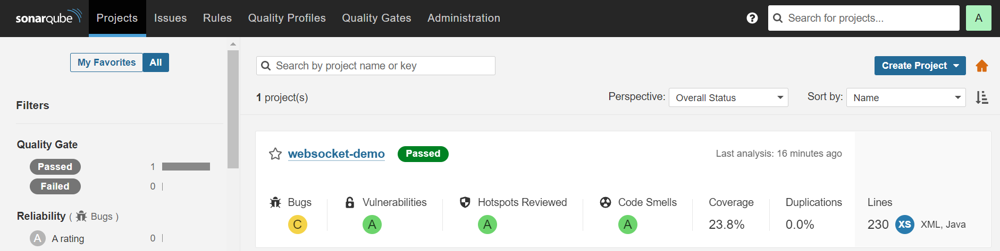 sonarqube Projects Issues Rules Quality Profiles Quality Gates Administration ? Search for projects... A
My Favorites All
Search by project name or key
Create Project
Filters
1 project(s)
Perspective: Overall Status
Sort by: Name
Quality Gate
Passed 1
Failed 0
Reliability ( Bugs )
A A rating 0
websocket-demo Passed
Last analysis: 16 minutes ago
Bugs Vulnerabilities Hotspots Reviewed Code Smells Coverage Duplications Lines
C A A A 23.8% 0.0% 230 XS XML, Java